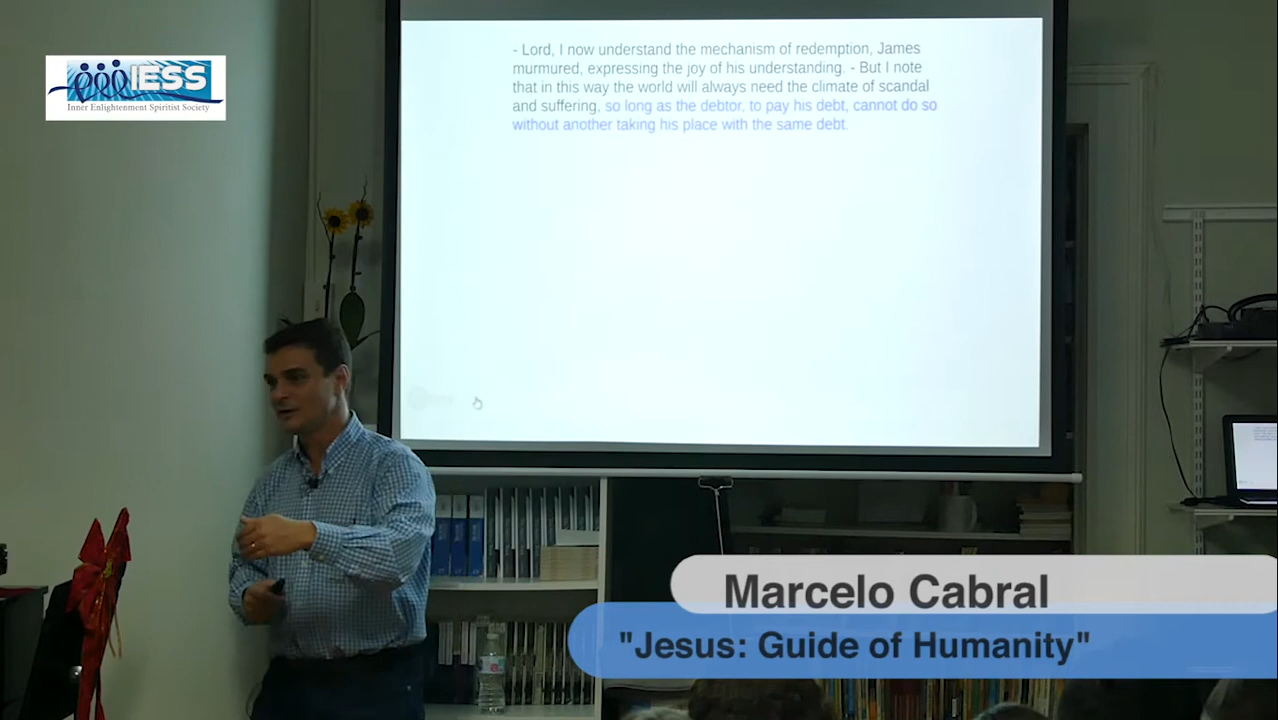 IESS
Inner Enlightenment Spiritist Society
- Lord, I now understand the mechanism of redemption, James
murmured, expressing the joy of his understanding. - But I note
that in this way the world will always need the climate of scandal
and suffering, so long as the debtor, to pay his debt, cannot do so
without another taking his place with the same debt.
Marcelo Cabral
"Jesus: Guide of Humanity"